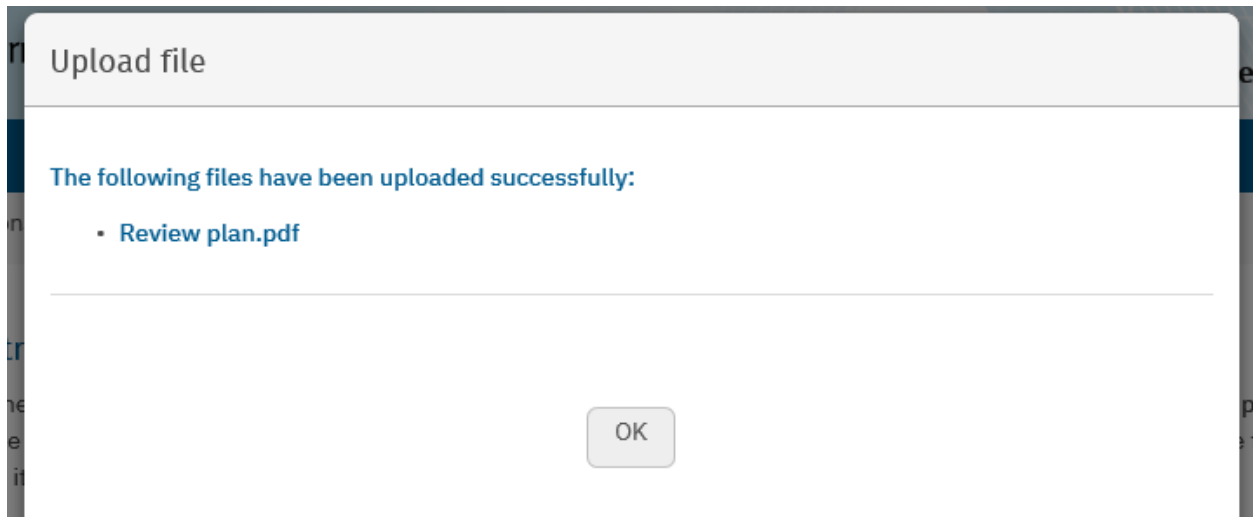 Upload file
The following files have been uploaded successfully:
• Review plan.pdf
OK